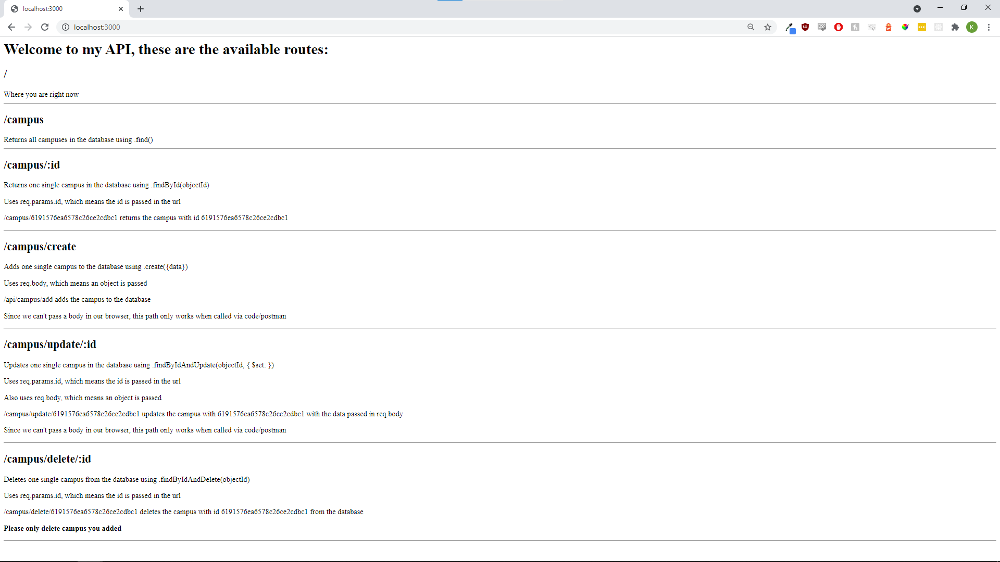 localhost:3000
localhost:3000
K
Welcome to my API, these are the available routes:
/
Where you are right now
/campus
Returns all campuses in the database using .find()
/campus/:id
Returns one single campus in the database using .findById(objectId)
Uses req.params.id, which means the id is passed in the url
/campus/6191576ea6578c26ce2cdbc1 returns the campus with id 6191576ea6578c26ce2cdbc1
/campus/create
Adds one single campus to the database using .create({data})
Uses req.body, which means an object is passed
/api/campus/add adds the campus to the database
Since we can't pass a body in our browser, this path only works when called via code/postman
/campus/update/:id
Updates one single campus in the database using .findByIdAndUpdate(objectId, { $set: })
Uses req.params.id, which means the id is passed in the url
Also uses req.body, which means an object is passed
/campus/update/6191576ea6578c26ce2cdbc1 updates the campus with 6191576ea6578c26ce2cdbc1 with the data passed in req.body
Since we can't pass a body in our browser, this path only works when called via code/postman
/campus/delete/:id
Deletes one single campus from the database using .findByIdAndDelete(objectId)
Uses req.params.id, which means the id is passed in the url
/campus/delete/6191576ea6578c26ce2cdbc1 deletes the campus with id 6191576ea6578c26ce2cdbc1 from the database
Please only delete campus you added